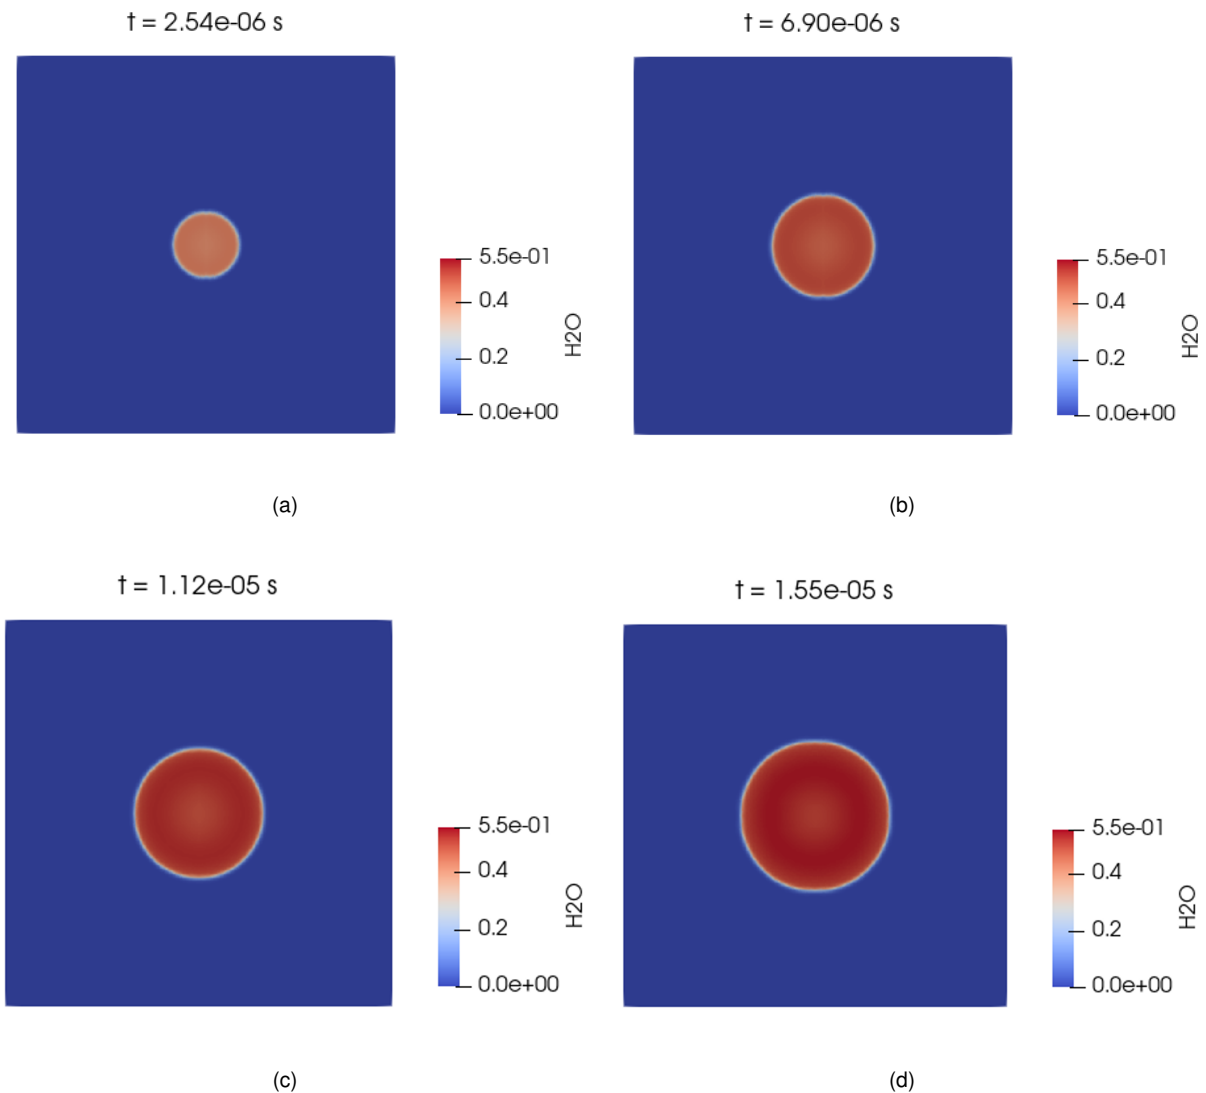 t = 2.54e-06 s
5.5e-01
0.4
0.2
0.0e+00
H2O
(a)
t = 6.90e-06 s
5.5e-01
0.4
0.2
0.0e+00
H2O
(b)
t = 1.12e-05 s
5.5e-01
0.4
0.2
0.0e+00
H2O
(c)
t = 1.55e-05 s
5.5e-01
0.4
0.2
0.0e+00
H2O
(d)